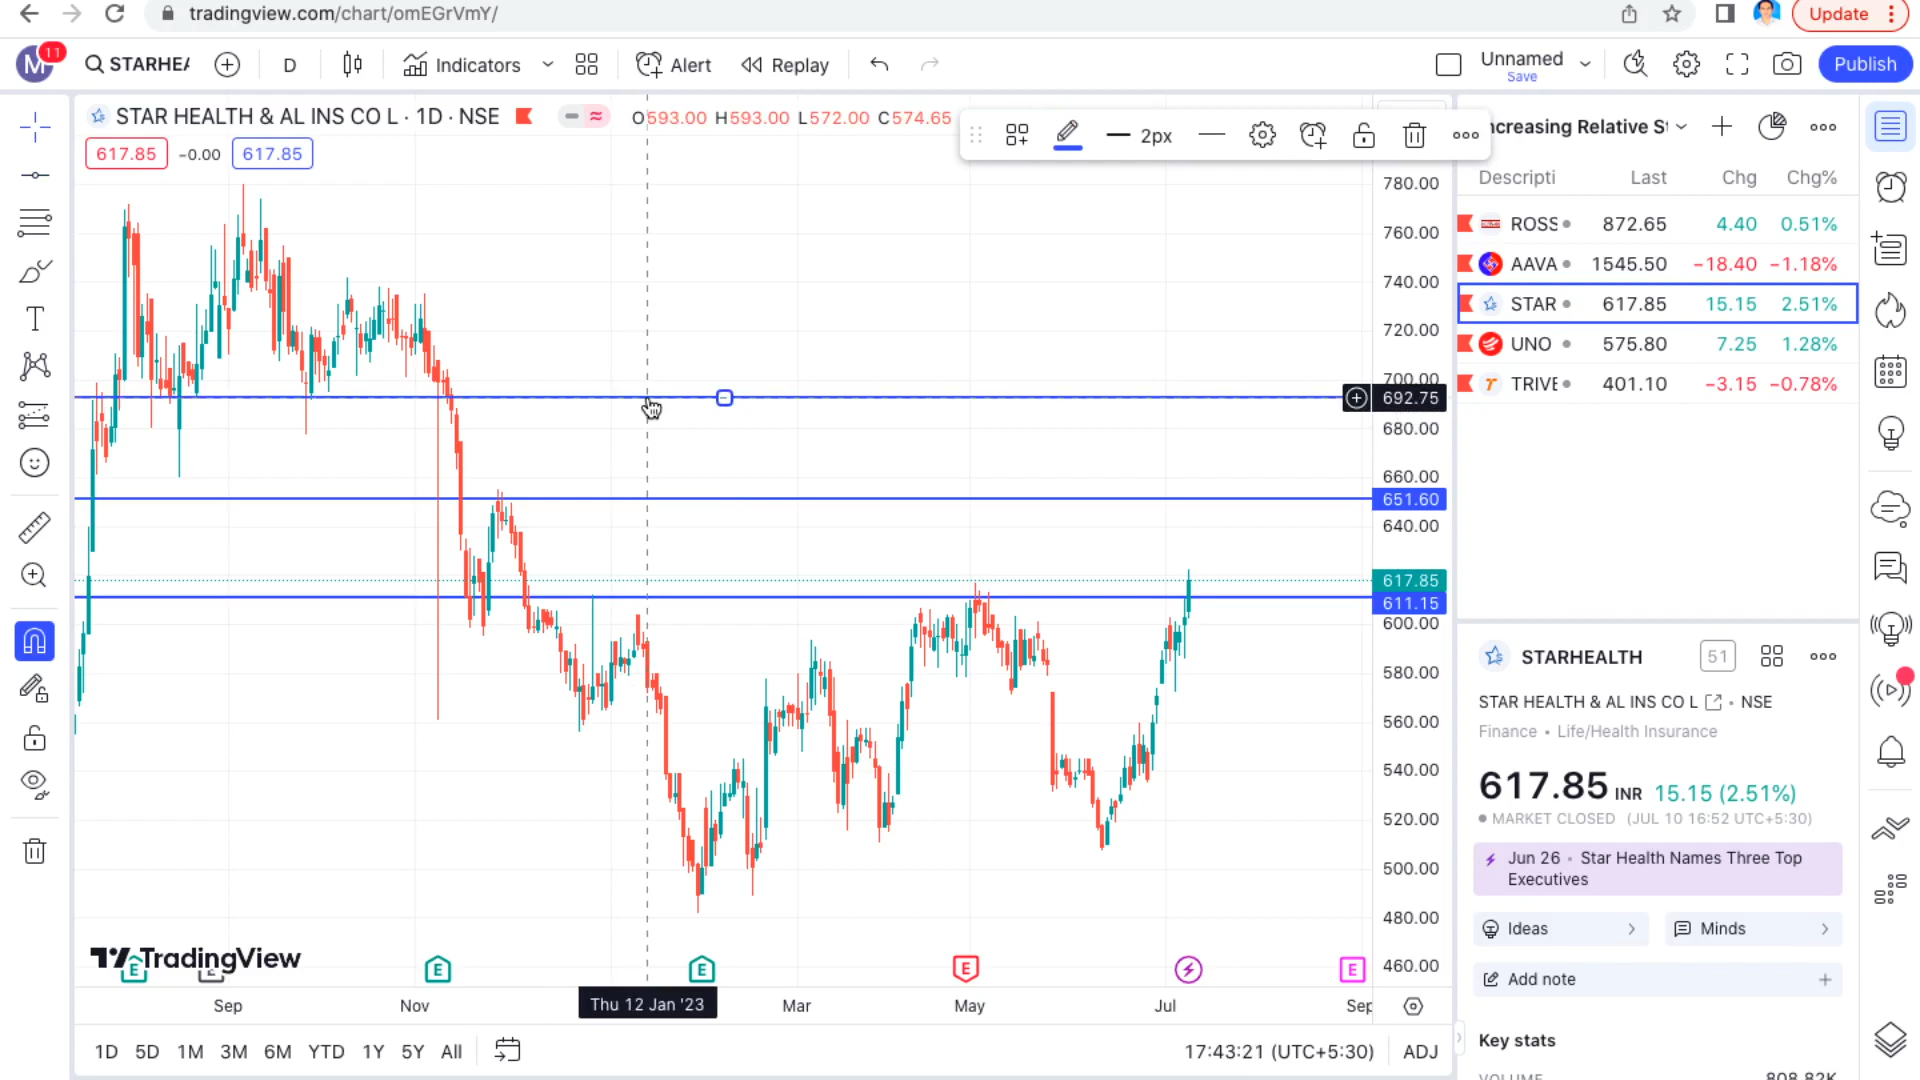 tradingview.com/chart/omEGrVmY/
Update
M
11
STARHEA
D
Indicators
Alert
Replay
Unnamed
Save
Publish
STAR HEALTH & AL INS CO L · 1D · NSE
O593.00 H593.00 L572.00 C574.65
617.85
−0.00
617.85
2px
ncreasing Relative St
Descripti Last Chg Chg%
ROSS 872.65 4.40 0.51%
AAVA 1545.50 −18.40 −1.18%
STAR 617.85 15.15 2.51%
UNO 575.80 7.25 1.28%
TRIVE 401.10 −3.15 −0.78%
780.00
760.00
740.00
720.00
700.00
692.75
680.00
660.00
651.60
640.00
617.85
611.15
600.00
580.00
560.00
540.00
520.00
500.00
480.00
460.00
STARHEALTH
51
STAR HEALTH & AL INS CO L • NSE
Finance • Life/Health Insurance
617.85 INR 15.15 (2.51%)
MARKET CLOSED (JUL 10 16:52 UTC+5:30)
Jun 26 • Star Health Names Three Top
Executives
Ideas
Minds
Add note
Key stats
VOLUME 808.82K
TradingView
E E E E E E
Sep Nov Thu 12 Jan '23 Mar May Jul Sep
1D 5D 1M 3M 6M YTD 1Y 5Y All
17:43:21 (UTC+5:30)
ADJ